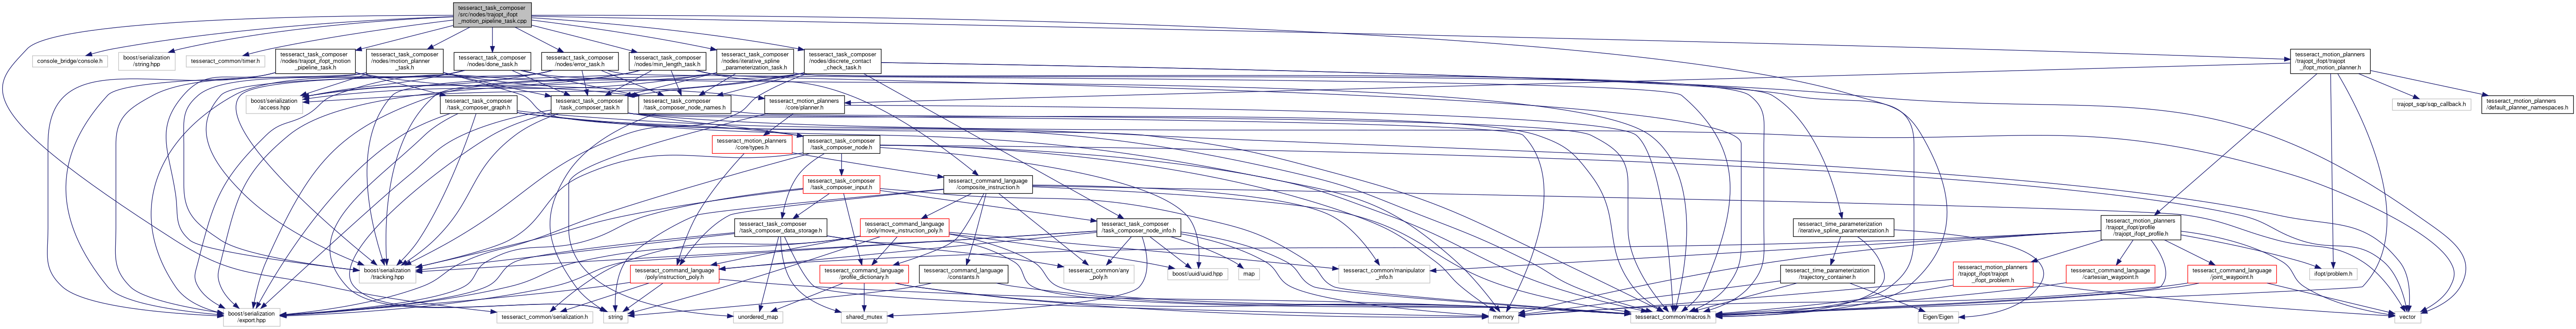 tesseract_task_composer
/src/nodes/trajopt_ifopt
_motion_pipeline_task.cpp
console_bridge/console.h
boost/serialization
/string.hpp
tesseract_common/timer.h
tesseract_task_composer
/nodes/trajopt_ifopt_motion
_pipeline_task.h
tesseract_task_composer
/nodes/motion_planner
_task.h
tesseract_task_composer
/nodes/done_task.h
tesseract_task_composer
/nodes/error_task.h
tesseract_task_composer
/nodes/min_length_task.h
tesseract_task_composer
/nodes/iterative_spline
_parameterization_task.h
tesseract_task_composer
/nodes/discrete_contact
_check_task.h
tesseract_motion_planners
/trajopt_ifopt/trajopt
_ifopt_motion_planner.h
boost/serialization
/access.hpp
tesseract_task_composer
/task_composer_graph.h
tesseract_task_composer
/task_composer_task.h
tesseract_task_composer
/task_composer_node_names.h
tesseract_motion_planners
/core/planner.h
trajopt_sqp/sqp_callback.h
tesseract_motion_planners
/default_planner_namespaces.h
tesseract_motion_planners
/core/types.h
tesseract_task_composer
/task_composer_node.h
tesseract_task_composer
/task_composer_input.h
tesseract_command_language
/composite_instruction.h
tesseract_task_composer
/task_composer_data_storage.h
tesseract_command_language
/poly/move_instruction_poly.h
tesseract_task_composer
/task_composer_node_info.h
tesseract_time_parameterization
/iterative_spline_parameterization.h
tesseract_motion_planners
/trajopt_ifopt/profile
/trajopt_ifopt_profile.h
boost/serialization
/tracking.hpp
tesseract_command_language
/poly/instruction_poly.h
tesseract_command_language
/profile_dictionary.h
tesseract_command_language
/constants.h
tesseract_common/any
_poly.h
boost/uuid/uuid.hpp
map
tesseract_common/manipulator
_info.h
tesseract_time_parameterization
/trajectory_container.h
tesseract_motion_planners
/trajopt_ifopt/trajopt
_ifopt_problem.h
tesseract_command_language
/cartesian_waypoint.h
tesseract_command_language
/joint_waypoint.h
ifopt/problem.h
boost/serialization
/export.hpp
tesseract_common/serialization.h
string
unordered_map
shared_mutex
memory
tesseract_common/macros.h
Eigen/Eigen
vector